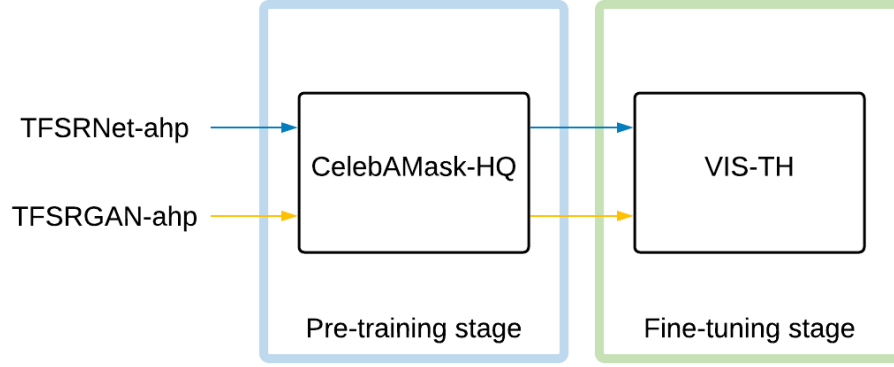 TFSRNet-ahp
CelebAMask-HQ
VIS-TH
TFSRGAN-ahp
Pre-training stage
Fine-tuning stage